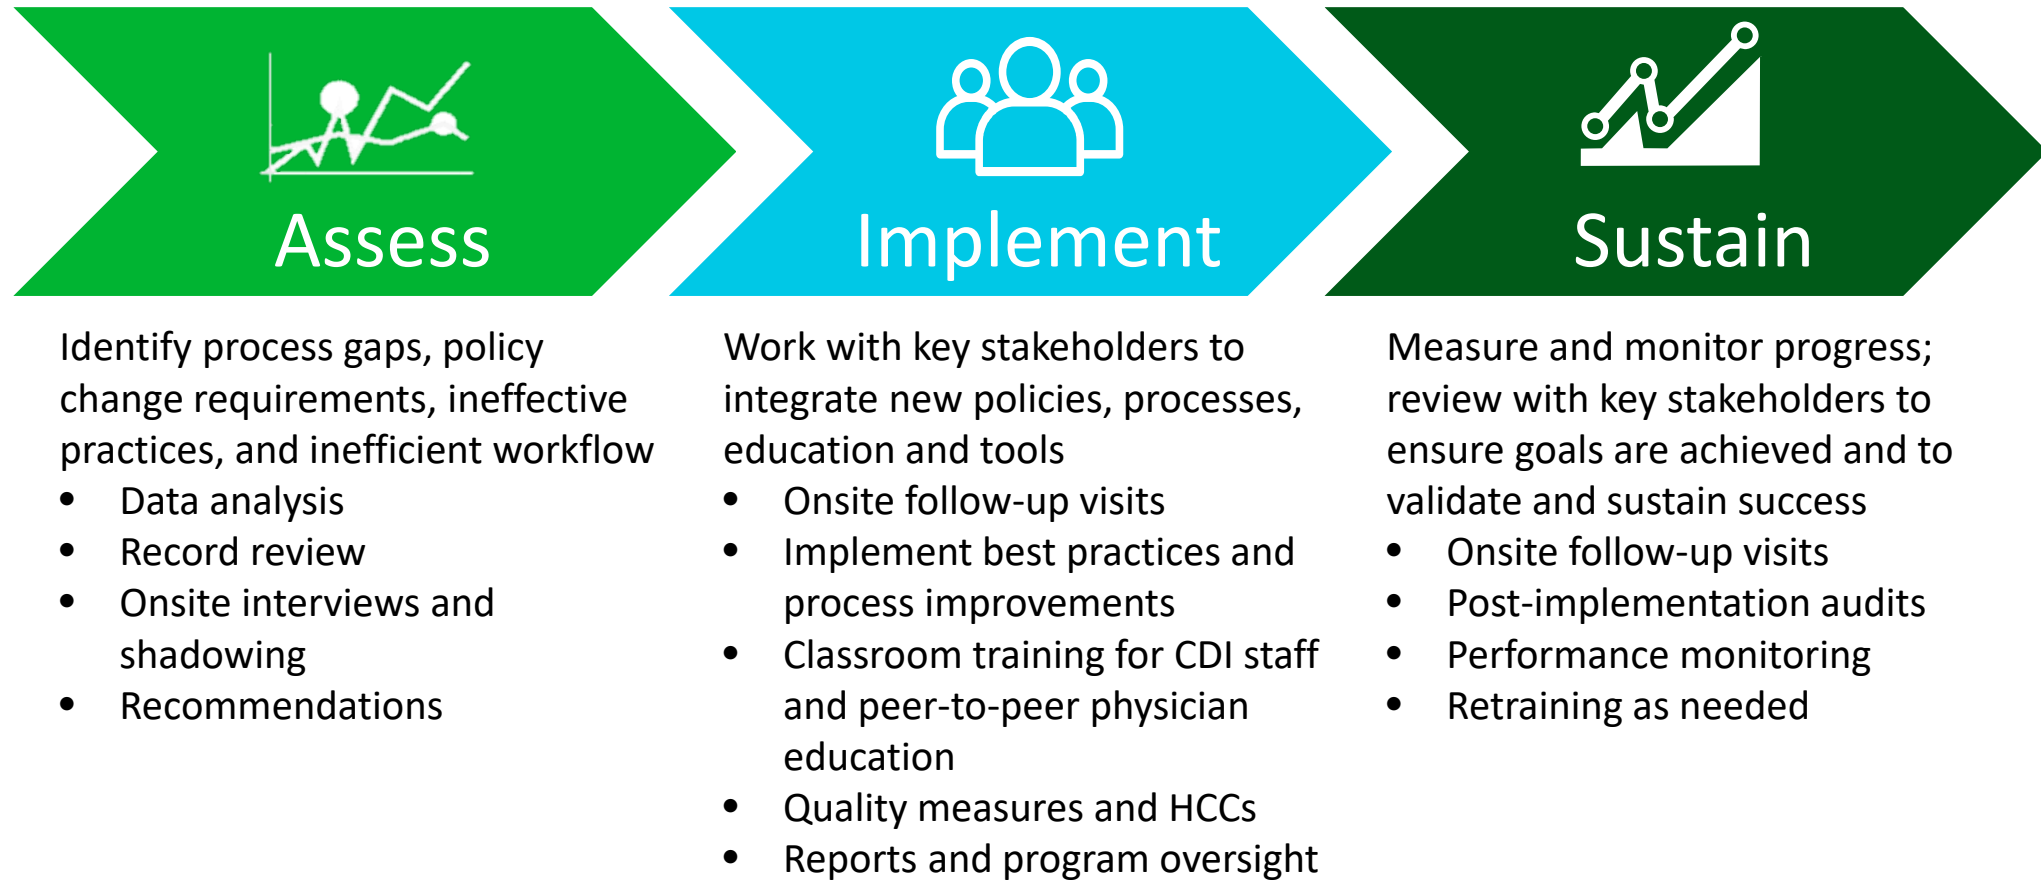 Assess
Identify process gaps, policy
change requirements, ineffective
practices, and inefficient workflow
• Data analysis
• Record review
• Onsite interviews and
shadowing
• Recommendations
Implement
Work with key stakeholders to
integrate new policies, processes,
education and tools
• Onsite follow-up visits
• Implement best practices and
process improvements
• Classroom training for CDI staff
and peer-to-peer physician
education
• Quality measures and HCCs
• Reports and program oversight
Sustain
Measure and monitor progress;
review with key stakeholders to
ensure goals are achieved and to
validate and sustain success
• Onsite follow-up visits
• Post-implementation audits
• Performance monitoring
• Retraining as needed